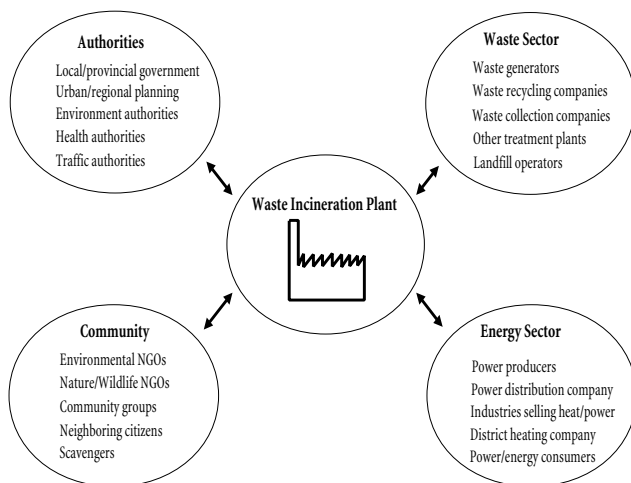 Authorities
Local/provincial government
Urban/regional planning
Environment authorities
Health authorities
Traffic authorities
Waste Sector
Waste generators
Waste recycling companies
Waste collection companies
Other treatment plants
Landfill operators
Waste Incineration Plant
Community
Environmental NGOs
Nature/Wildlife NGOs
Community groups
Neighboring citizens
Scavengers
Energy Sector
Power producers
Power distribution company
Industries selling heat/power
District heating company
Power/energy consumers